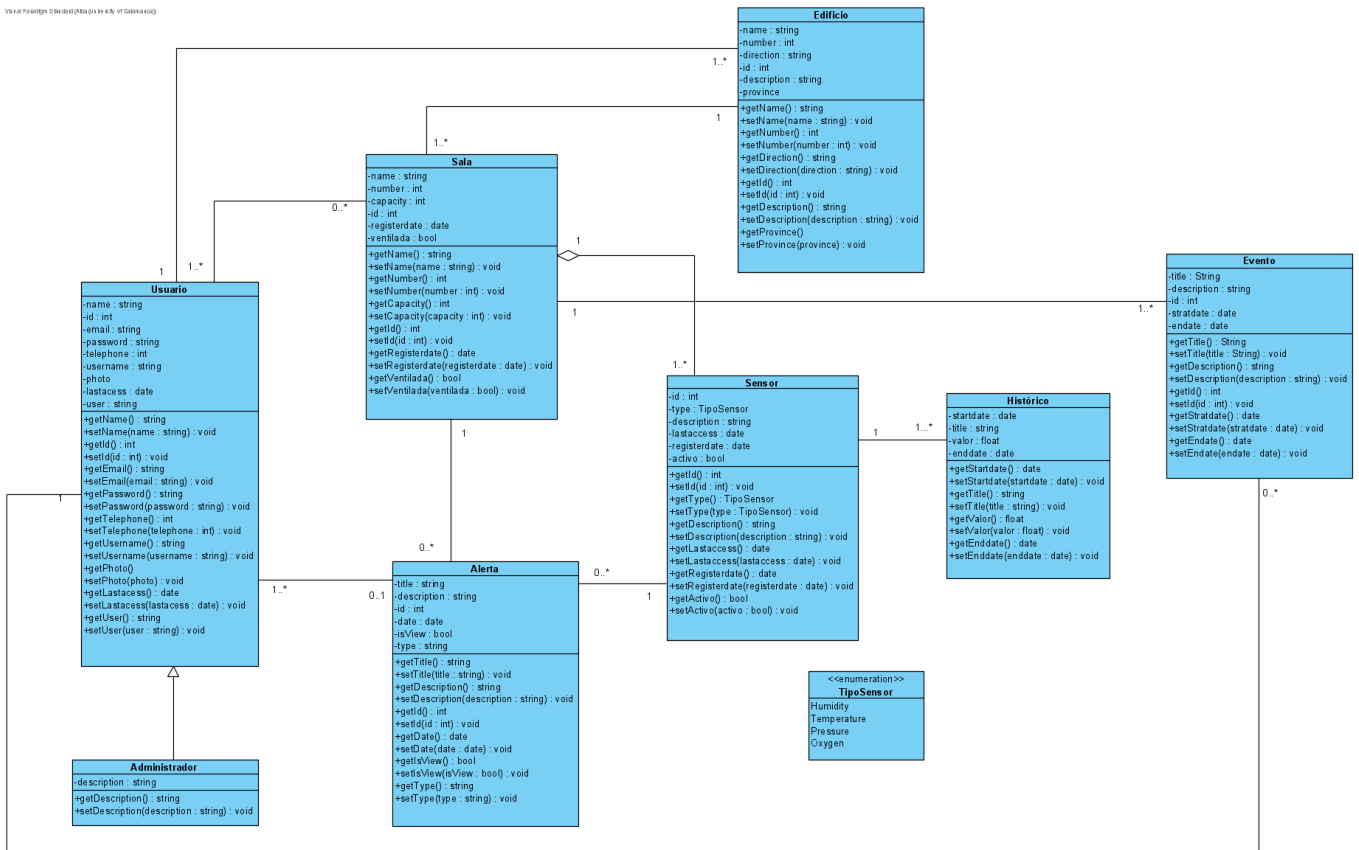 Visual Paradigm Standard(Alba(University of Salamanca))
Edificio
-name : string
-number : int
-direction : string
-id : int
-description : string
-province
+getName() : string
+setName(name : string) : void
+getNumber() : int
+setNumber(number : int) : void
+getDirection() : string
+setDirection(direction : string) : void
+getId() : int
+setId(id : int) : void
+getDescription() : string
+setDescription(description : string) : void
+getProvince()
+setProvince(province) : void
1..*
1
1..*
Sala
-name : string
-number : int
-capacity : int
-id : int
-registerdate : date
-ventilada : bool
+getName() : string
+setName(name : string) : void
+getNumber() : int
+setNumber(number : int) : void
+getCapacity() : int
+setCapacity(capacity : int) : void
+getId() : int
+setId(id : int) : void
+getRegisterdate() : date
+setRegisterdate(registerdate : date) : void
+getVentilada() : bool
+setVentilada(ventilada : bool) : void
0..*
1
1
1..*
1
1..*
Evento
-title : String
-description : string
-id : int
-stratdate : date
-endate : date
+getTitle() : String
+setTitle(title : String) : void
+getDescription() : string
+setDescription(description : string) : void
+getId() : int
+setId(id : int) : void
+getStratdate() : date
+setStratdate(stratdate : date) : void
+getEndate() : date
+setEndate(endate : date) : void
0..*
1
1..*
Usuario
-name : string
-id : int
-email : string
-password : string
-telephone : int
-username : string
-photo
-lastacess : date
-user : string
+getName() : string
+setName(name : string) : void
+getId() : int
+setId(id : int) : void
+getEmail() : string
+setEmail(email : string) : void
+getPassword() : string
+setPassword(password : string) : void
+getTelephone() : int
+setTelephone(telephone : int) : void
+getUsername() : string
+setUsername(username : string) : void
+getPhoto()
+setPhoto(photo) : void
+getLastacess() : date
+setLastacess(lastacess : date) : void
+getUser() : string
+setUser(user : string) : void
1
1..*
0..1
Sensor
-id : int
-type : TipoSensor
-description : string
-lastaccess : date
-registerdate : date
-activo : bool
+getId() : int
+setId(id : int) : void
+getType() : TipoSensor
+setType(type : TipoSensor) : void
+getDescription() : string
+setDescription(description : string) : void
+getLastaccess() : date
+setLastaccess(lastaccess : date) : void
+getRegisterdate() : date
+setRegisterdate(registerdate : date) : void
+getActivo() : bool
+setActivo(activo : bool) : void
1
1...*
Histórico
-startdate : date
-title : string
-valor : float
-enddate : date
+getStartdate() : date
+setStartdate(startdate : date) : void
+getTitle() : string
+setTitle(title : string) : void
+getValor() : float
+setValor(valor : float) : void
+getEnddate() : date
+setEnddate(enddate : date) : void
0..*
Alerta
-title : string
-description : string
-id : int
-date : date
-isView : bool
-type : string
+getTitle() : string
+setTitle(title : string) : void
+getDescription() : string
+setDescription(description : string) : void
+getId() : int
+setId(id : int) : void
+getDate() : date
+setDate(date : date) : void
+getIsView() : bool
+setIsView(isView : bool) : void
+getType() : string
+setType(type : string) : void
0..*
1
<<enumeration>>
TipoSensor
Humidity
Temperature
Pressure
Oxygen
Administrador
-description : string
+getDescription() : string
+setDescription(description : string) : void